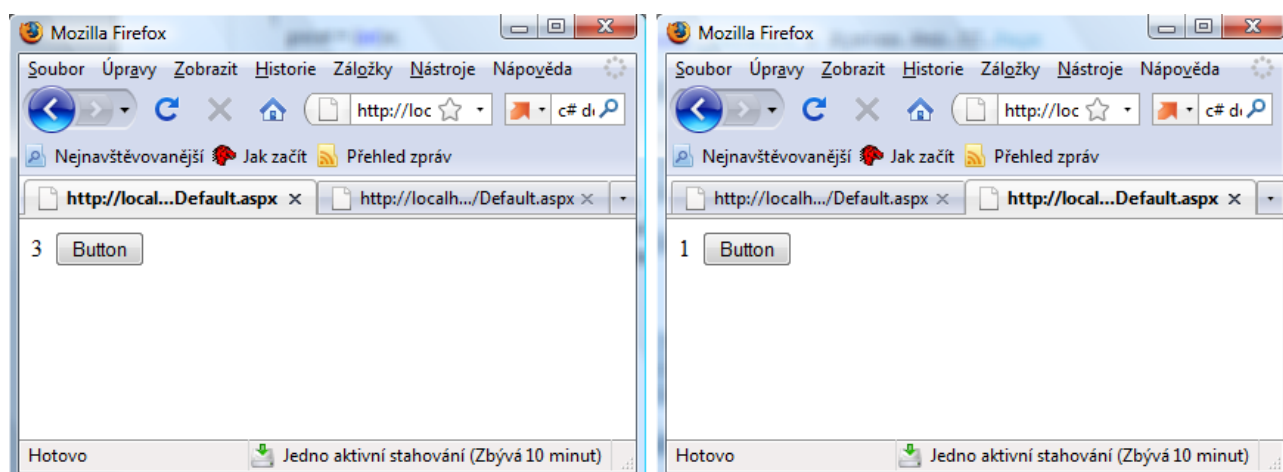 Mozilla Firefox
Soubor Úpravy Zobrazit Historie Záložky Nástroje Nápověda
http://loc c# d
Nejnavštěvovanější Jak začít Přehled zpráv
http://local...Default.aspx http://localh.../Default.aspx
3 Button
Hotovo Jedno aktivní stahování (Zbývá 10 minut)
Mozilla Firefox
Soubor Úpravy Zobrazit Historie Záložky Nástroje Nápověda
http://loc c# d
Nejnavštěvovanější Jak začít Přehled zpráv
http://localh.../Default.aspx http://local...Default.aspx
1 Button
Hotovo Jedno aktivní stahování (Zbývá 10 minut)